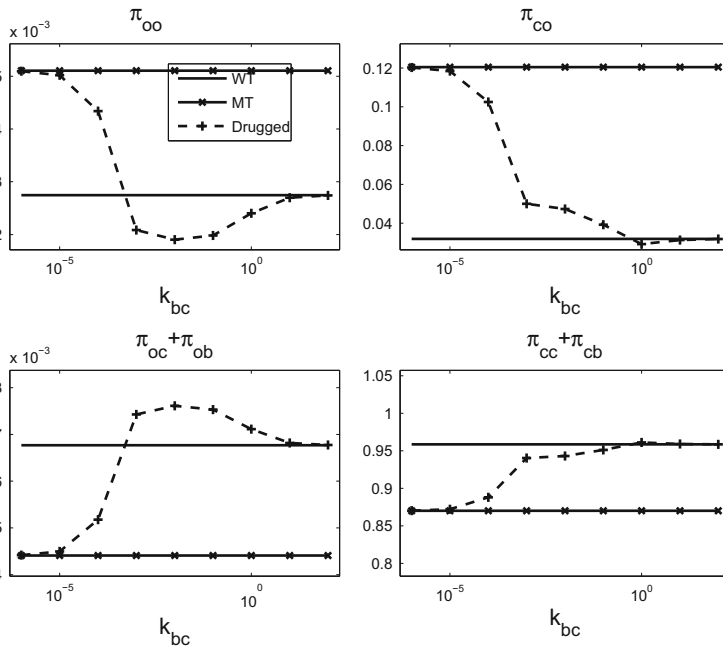 π_oo
x 10^-3
WT
MT
Drugged
2
10^-5
10^0
k_bc
π_co
0.12
0.1
0.08
0.06
0.04
10^-5
10^0
k_bc
π_oc+π_ob
x 10^-3
10^-5
10^0
k_bc
π_cc+π_cb
1.05
1
0.95
0.9
0.85
0.8
10^-5
10^0
k_bc